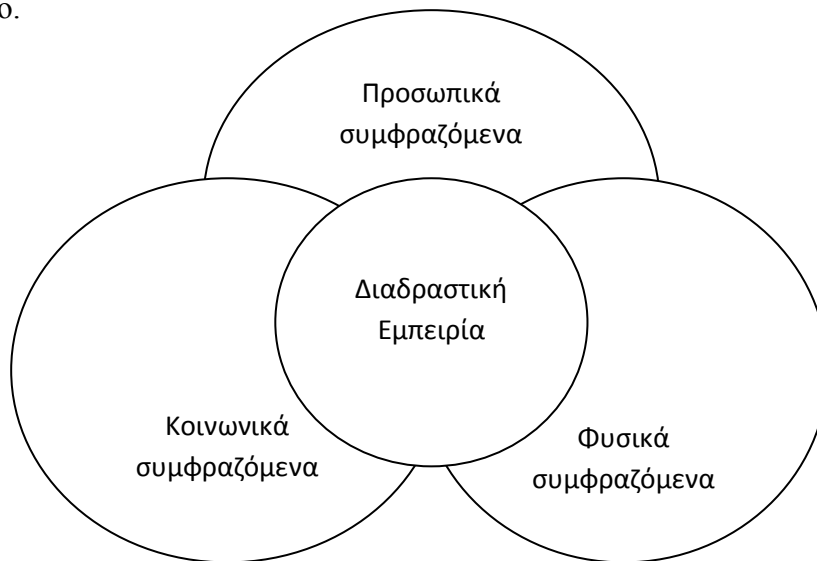 ο.
Προσωπικά
συμφραζόμενα
Διαδραστική
Εμπειρία
Κοινωνικά
συμφραζόμενα
Φυσικά
συμφραζόμενα